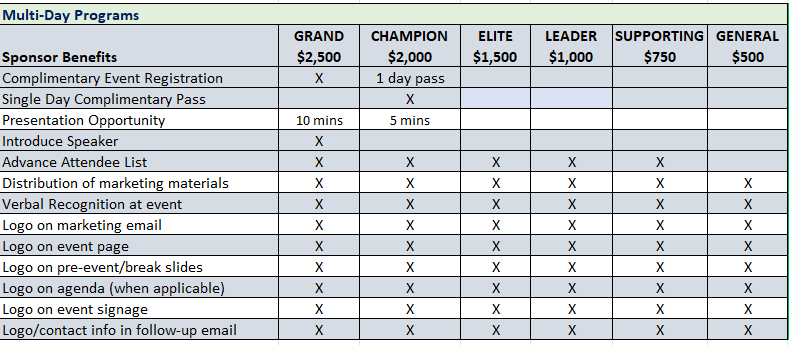 Multi-Day Programs
GRAND CHAMPION ELITE LEADER SUPPORTING GENERAL
Sponsor Benefits $2,500 $2,000 $1,500 $1,000 $750 $500
Complimentary Event Registration X 1 day pass
Single Day Complimentary Pass X
Presentation Opportunity 10 mins 5 mins
Introduce Speaker X
Advance Attendee List X X X X X
Distribution of marketing materials X X X X X X
Verbal Recognition at event X X X X X X
Logo on marketing email X X X X X X
Logo on event page X X X X X X
Logo on pre-event/break slides X X X X X X
Logo on agenda (when applicable) X X X X X X
Logo on event signage X X X X X X
Logo/contact info in follow-up email X X X X X X